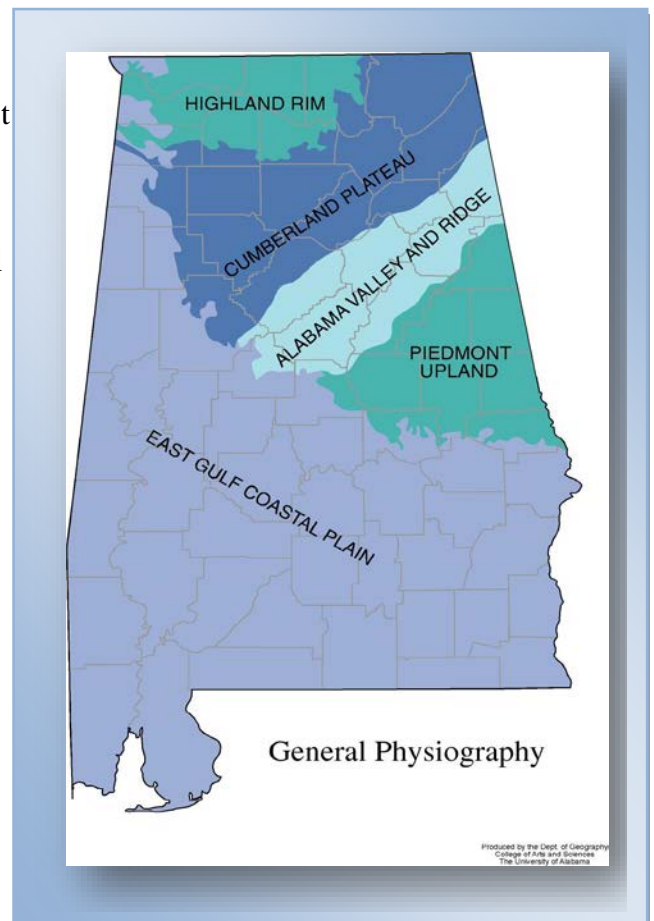 t
HIGHLAND RIM
CUMBERLAND PLATEAU
ALABAMA VALLEY AND RIDGE
PIEDMONT
UPLAND
EAST GULF COASTAL PLAIN
General Physiography
Produced by the Dept. of Geography
College of Arts and Sciences
The University of Alabama